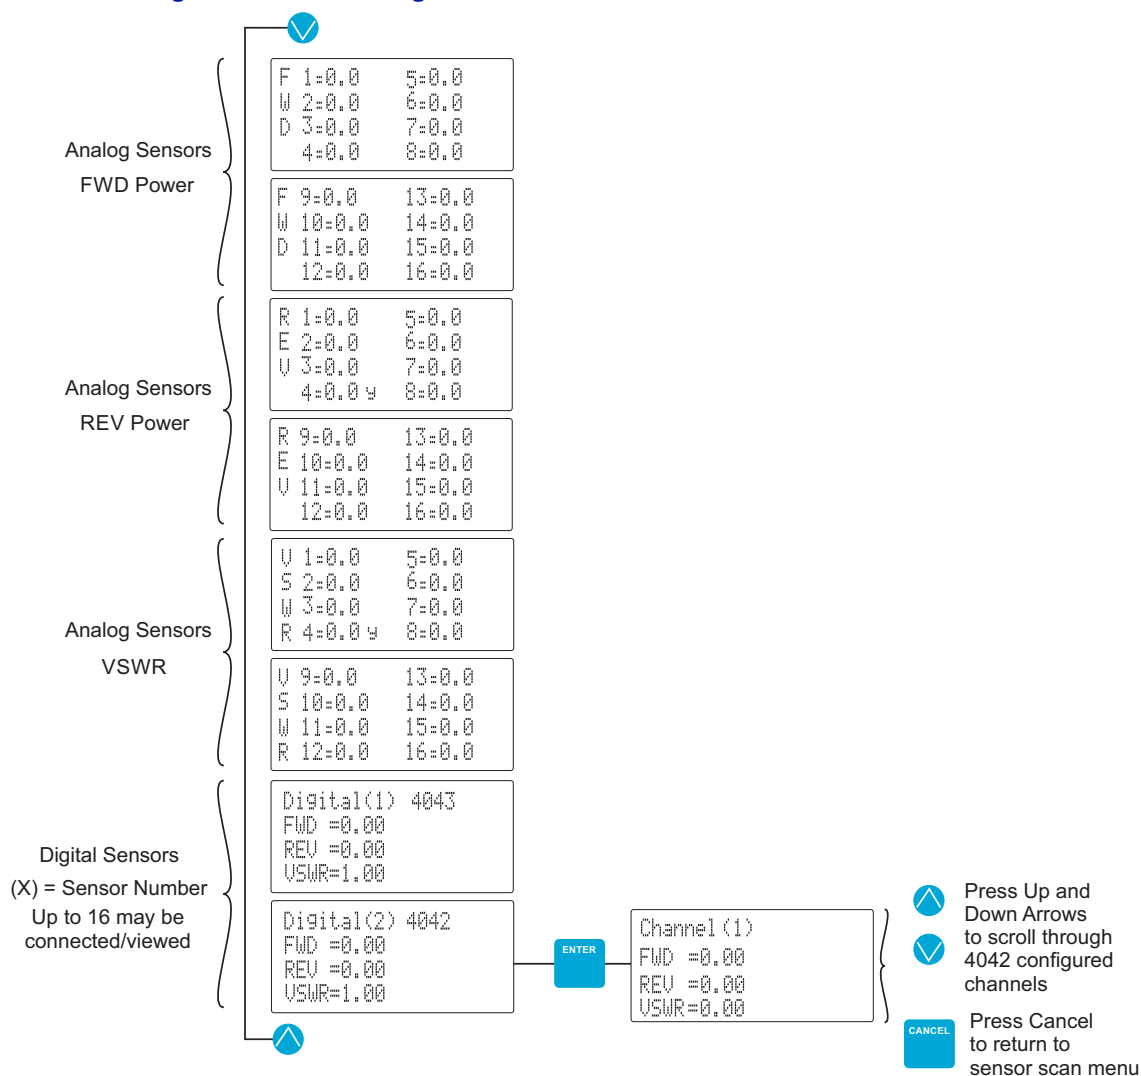 F 1=0.0 5=0.0
W 2=0.0 6=0.0
D 3=0.0 7=0.0
4=0.0 8=0.0
Analog Sensors
FWD Power
F 9=0.0 13=0.0
W 10=0.0 14=0.0
D 11=0.0 15=0.0
12=0.0 16=0.0
R 1=0.0 5=0.0
E 2=0.0 6=0.0
V 3=0.0 7=0.0
4=0.0 y 8=0.0
Analog Sensors
REV Power
R 9=0.0 13=0.0
E 10=0.0 14=0.0
V 11=0.0 15=0.0
12=0.0 16=0.0
V 1=0.0 5=0.0
S 2=0.0 6=0.0
W 3=0.0 7=0.0
R 4=0.0 y 8=0.0
Analog Sensors
VSWR
V 9=0.0 13=0.0
S 10=0.0 14=0.0
W 11=0.0 15=0.0
R 12=0.0 16=0.0
Digital(1) 4043
FWD =0.00
REV =0.00
VSWR=1.00
Digital Sensors
(X) = Sensor Number
Up to 16 may be
connected/viewed
Digital(2) 4042
FWD =0.00
REV =0.00
VSWR=1.00
ENTER
Channel(1)
FWD =0.00
REV =0.00
VSWR=0.00
Press Up and
Down Arrows
to scroll through
4042 configured
channels
CANCEL
Press Cancel
to return to
sensor scan menu